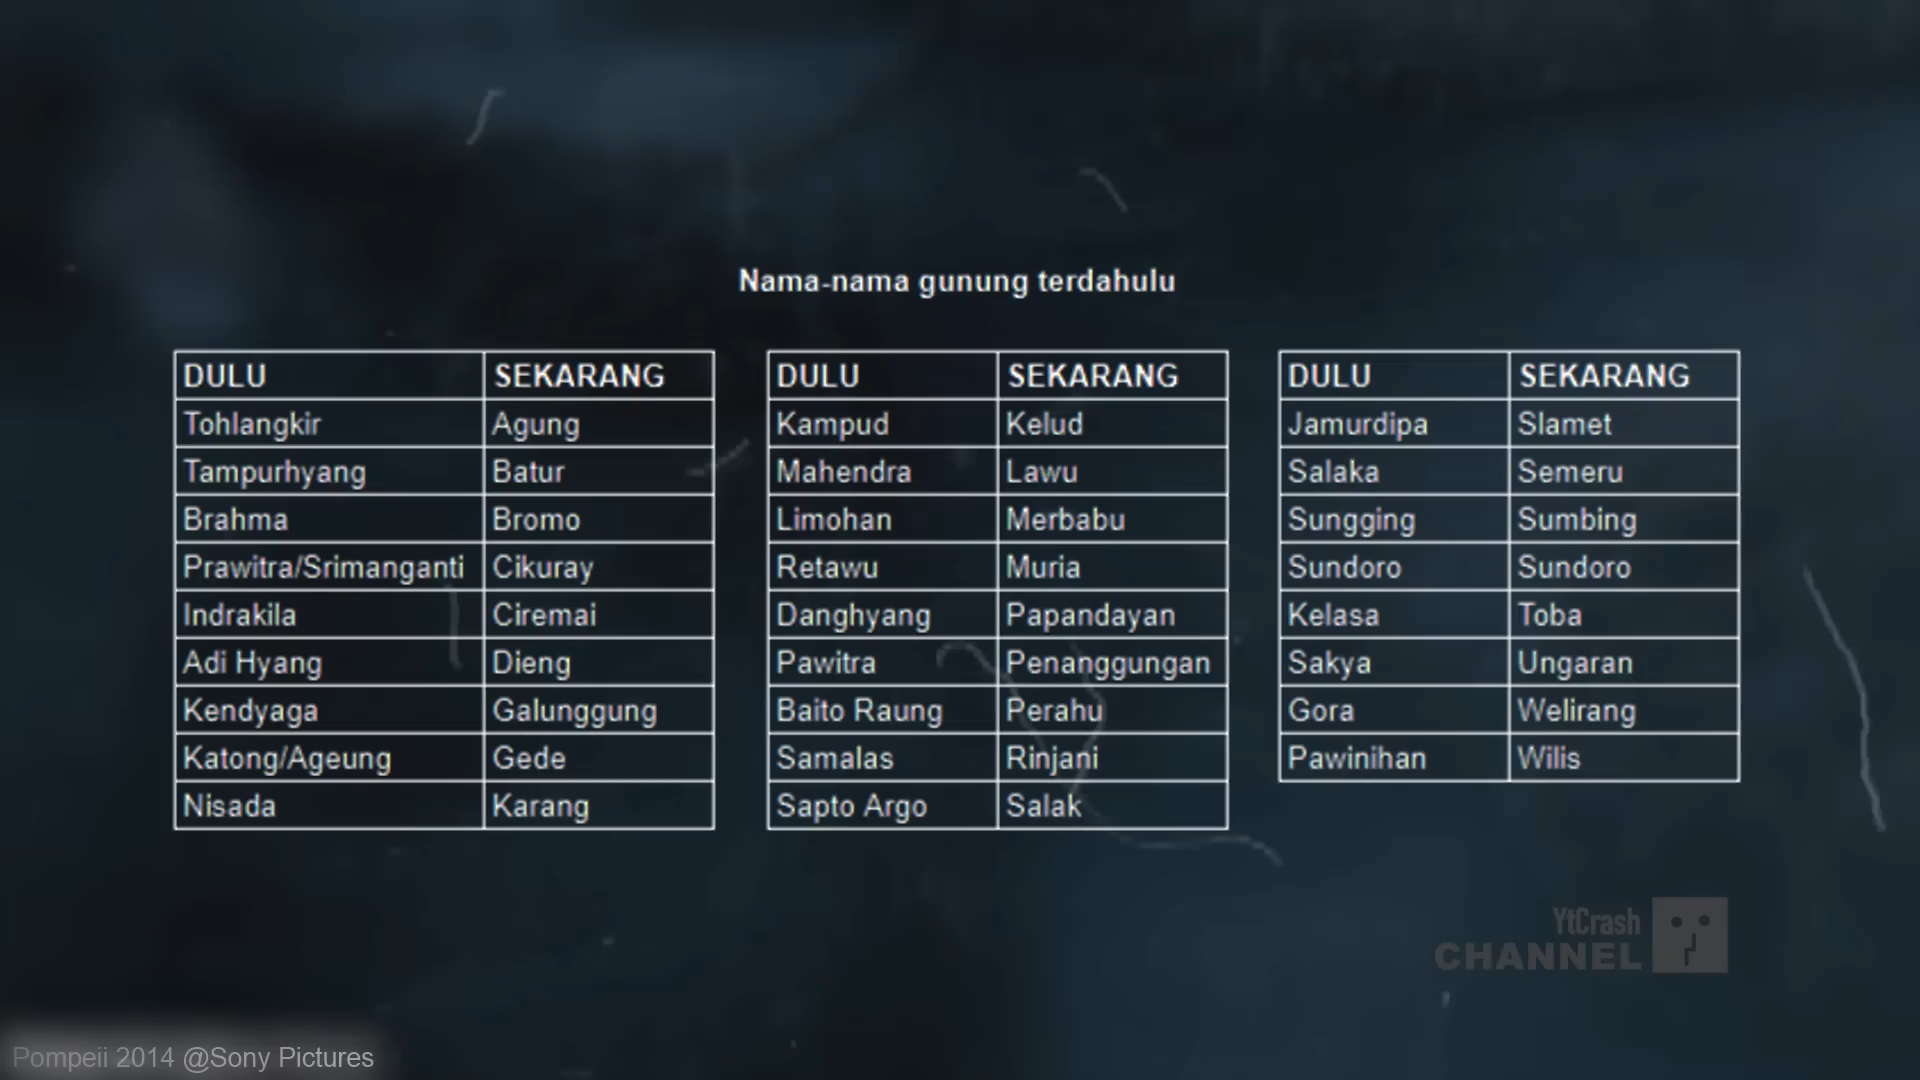 Nama-nama gunung terdahulu
DULU SEKARANG
Tohlangkir Agung
Tampurhyang Batur
Brahma Bromo
Prawitra/Srimanganti Cikuray
Indrakila Ciremai
Adi Hyang Dieng
Kendyaga Galunggung
Katong/Ageung Gede
Nisada Karang
DULU SEKARANG
Kampud Kelud
Mahendra Lawu
Limohan Merbabu
Retawu Muria
Danghyang Papandayan
Pawitra Penanggungan
Baito Raung Perahu
Samalas Rinjani
Sapto Argo Salak
DULU SEKARANG
Jamurdipa Slamet
Salaka Semeru
Sungging Sumbing
Sundoro Sundoro
Kelasa Toba
Sakya Ungaran
Gora Welirang
Pawinihan Wilis
YtCrash
CHANNEL
Pompeii 2014 @Sony Pictures